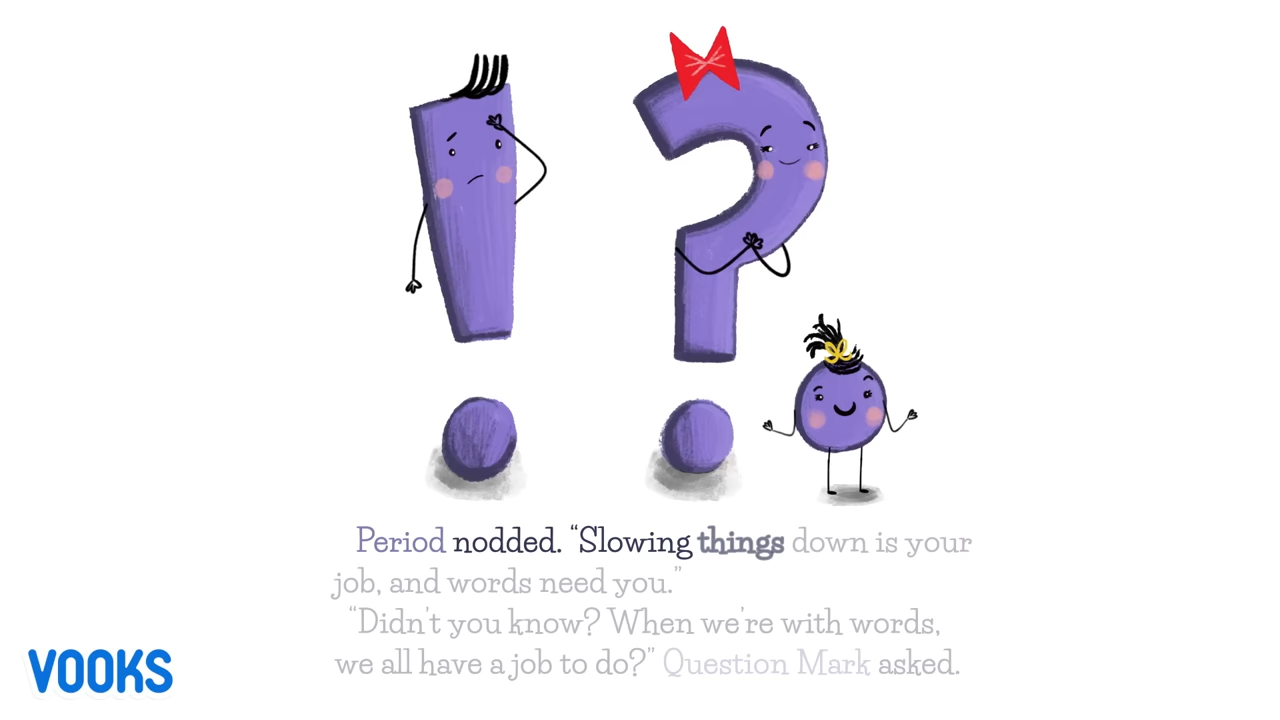 Period nodded. “Slowing things down is your
job, and words need you.”
“Didn’t you know? When we’re with words,
we all have a job to do?” Question Mark asked.
VOOKS